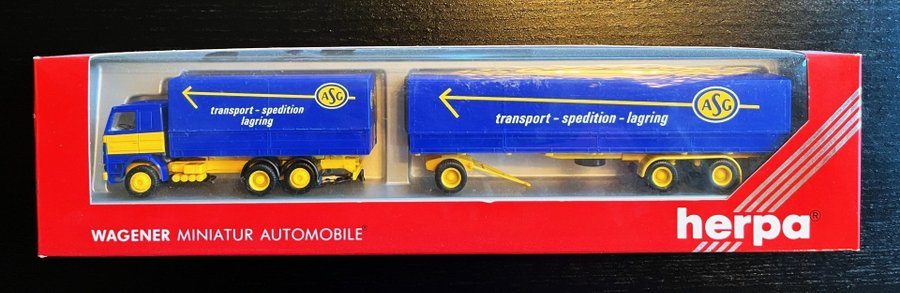 ASG
transport - spedition
lagring
ASG
transport - spedition - lagring
WAGENER MINIATUR AUTOMOBILE®
herpa®